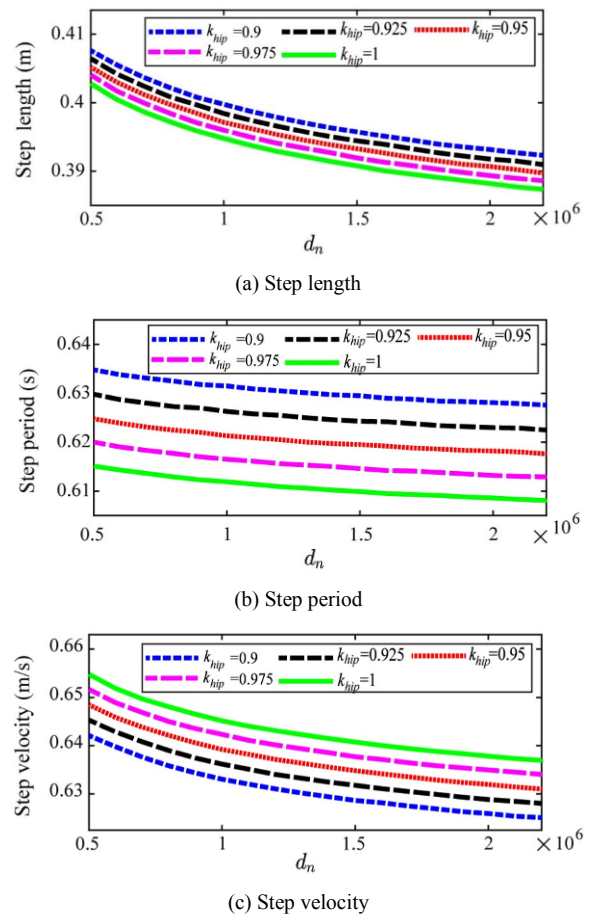 k_hip=0.9 k_hip=0.925 k_hip=0.95
k_hip=0.975 k_hip=1
Step length (m)
0.41
0.4
0.39
0.5 1 1.5 2 ×10^6
d_n
(a) Step length
k_hip=0.9 k_hip=0.925 k_hip=0.95
k_hip=0.975 k_hip=1
Step period (s)
0.64
0.63
0.62
0.61
0.5 1 1.5 2 ×10^6
d_n
(b) Step period
k_hip=0.9 k_hip=0.925 k_hip=0.95
k_hip=0.975 k_hip=1
Step velocity (m/s)
0.66
0.65
0.64
0.63
0.5 1 1.5 2 ×10^6
d_n
(c) Step velocity